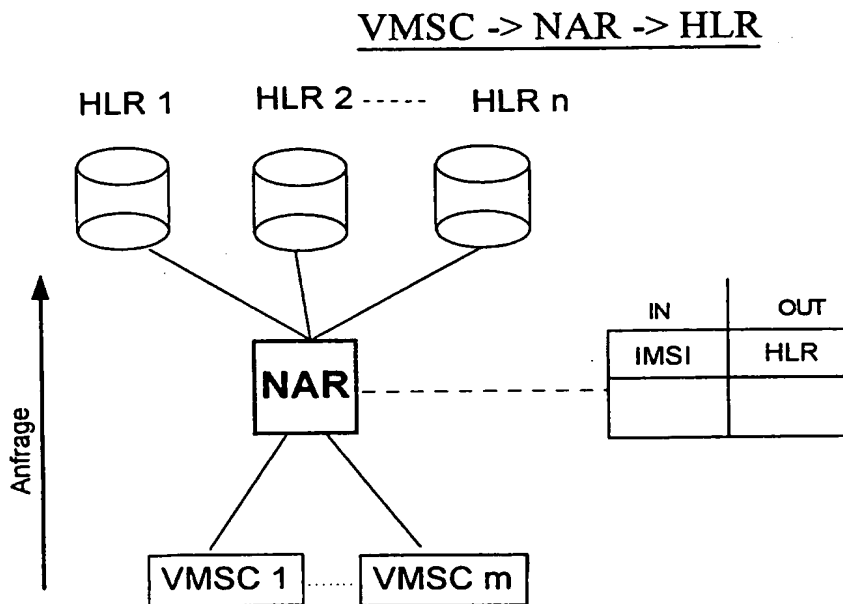 VMSC -> NAR -> HLR
HLR 1 HLR 2 ----- HLR n
IN OUT
IMSI HLR
NAR
Anfrage
VMSC 1 ...... VMSC m